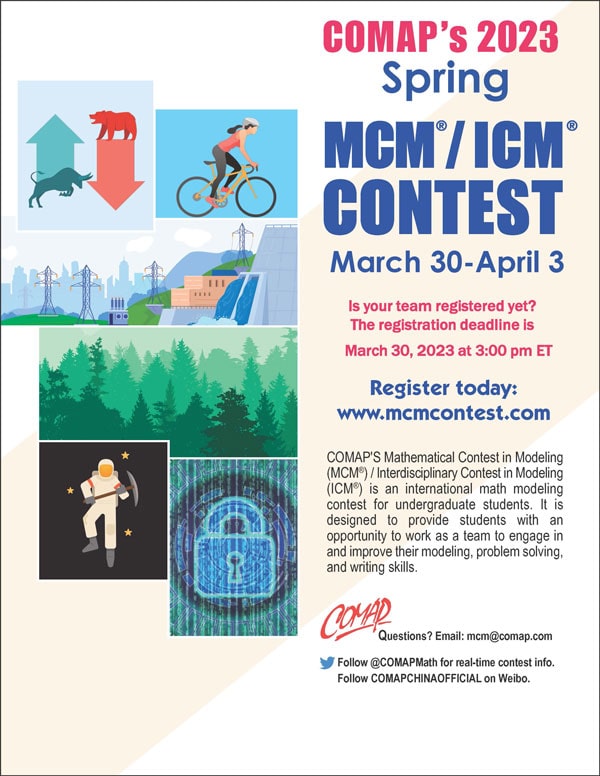 COMAP's 2023
Spring
MCM®/ICM®
CONTEST
March 30-April 3
Is your team registered yet?
The registration deadline is
March 30, 2023 at 3:00 pm ET
Register today:
www.mcmcontest.com
COMAP'S Mathematical Contest in Modeling
(MCM®) / Interdisciplinary Contest in Modeling
(ICM®) is an international math modeling
contest for undergraduate students. It is
designed to provide students with an
opportunity to work as a team to engage in
and improve their modeling, problem solving,
and writing skills.
COMAP
Questions? Email: mcm@comap.com
Follow @COMAPMath for real-time contest info.
Follow COMAPCHINAOFFICIAL on Weibo.